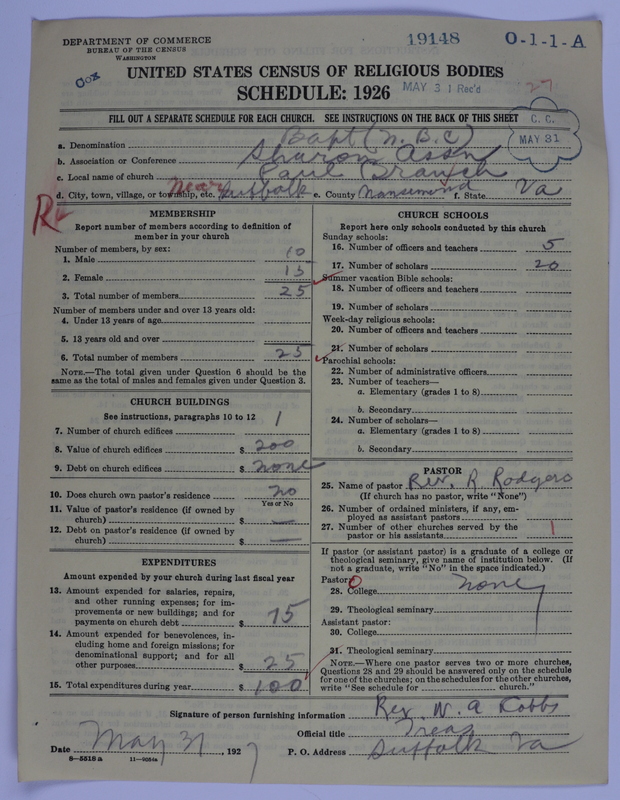 DEPARTMENT OF COMMERCE
BUREAU OF THE CENSUS
WASHINGTON
19148 0-1-1-A
Cox
UNITED STATES CENSUS OF RELIGIOUS BODIES
SCHEDULE: 1926
MAY 31 Rec'd
27
FILL OUT A SEPARATE SCHEDULE FOR EACH CHURCH. SEE INSTRUCTIONS ON THE BACK OF THIS SHEET
C. C.
MAY 31
a. Denomination Bapt (N.B.C)
b. Association or Conference Sharon Assn
c. Local name of church Paul Branch
d. City, town, village, or township, etc. Near Suffolk e. County Nansemond f. State Va
MEMBERSHIP
Report number of members according to definition of
member in your church
Number of members, by sex:
1. Male 10
2. Female 15
3. Total number of members 25
Number of members under and over 13 years old:
4. Under 13 years of age
5. 13 years old and over
6. Total number of members 25
NOTE.—The total given under Question 6 should be the
same as the total of males and females given under Question 3.
CHURCH BUILDINGS
See instructions, paragraphs 10 to 12
7. Number of church edifices 1
8. Value of church edifices $ 200
9. Debt on church edifices $ none
10. Does church own pastor's residence no
Yes or No
11. Value of pastor's residence (if owned by
church) $ —
12. Debt on pastor's residence (if owned by
church) $ —
EXPENDITURES
Amount expended by your church during last fiscal year
13. Amount expended for salaries, repairs,
and other running expenses; for im-
provements or new buildings; and for
payments on church debt $ 75
14. Amount expended for benevolences, in-
cluding home and foreign missions; for
denominational support; and for all
other purposes $ 25
15. Total expenditures during year $ 100
CHURCH SCHOOLS
Report here only schools conducted by this church
Sunday schools:
16. Number of officers and teachers 5
17. Number of scholars 20
Summer vacation Bible schools:
18. Number of officers and teachers
19. Number of scholars
Week-day religious schools:
20. Number of officers and teachers
21. Number of scholars
Parochial schools:
22. Number of administrative officers
23. Number of teachers—
a. Elementary (grades 1 to 8)
b. Secondary
24. Number of scholars—
a. Elementary (grades 1 to 8)
b. Secondary
PASTOR
25. Name of pastor Rev. R Rodgers
(If church has no pastor, write "None")
26. Number of ordained ministers, if any, em-
ployed as assistant pastors
27. Number of other churches served by the
pastor or his assistants 1
If pastor (or assistant pastor) is a graduate of a college or
theological seminary, give name of institution below. (If
not a graduate, write "No" in the space indicated.)
Pastor: 0
28. College none
29. Theological seminary
Assistant pastor:
30. College
31. Theological seminary
NOTE.—Where one pastor serves two or more churches,
Questions 28 and 29 should be answered only on the schedule
for one of the churches; on the schedules for the other churches,
write "See schedule for church."
Signature of person furnishing information Rev. N. A Cobbs
Official title Treas
Date May 31, 1927 P. O. Address Suffolk Va
8—5518 a 11—9054a